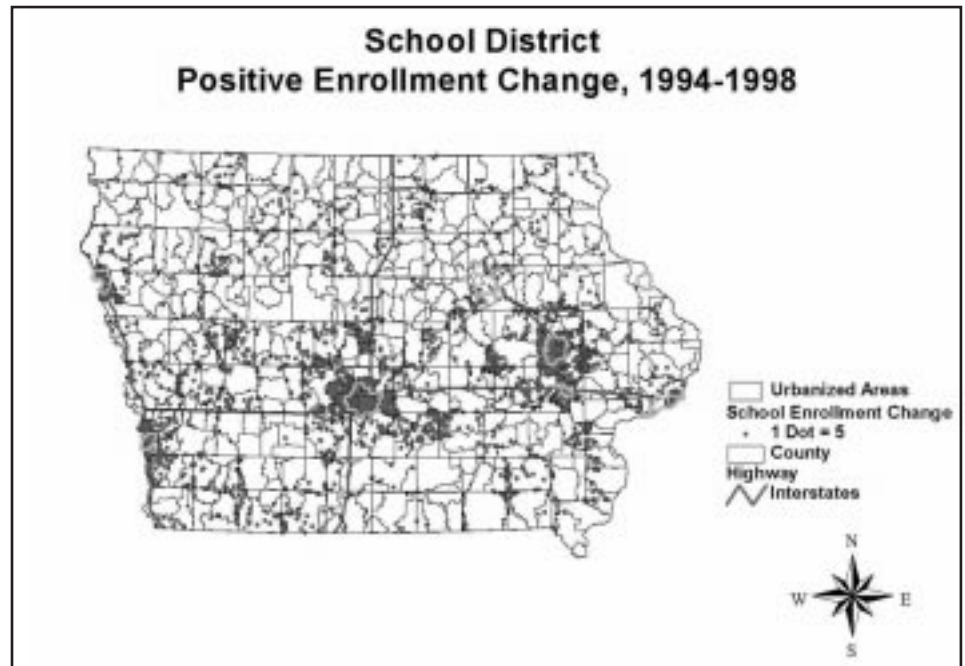 School District
Positive Enrollment Change, 1994-1998
Urbanized Areas
School Enrollment Change
1 Dot = 5
County
Highway
Interstates
N
W E
S